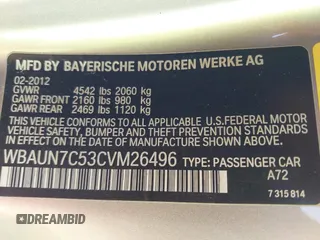 MFD BY BAYERISCHE MOTOREN WERKE AG
02-2012
GVWR 4542 lbs 2060 kg
GAWR FRONT 2160 lbs 980 kg
GAWR REAR 2469 lbs 1120 kg
THIS VEHICLE CONFORMS TO ALL
APPLICABLE U.S.FEDERAL MOTOR
VEHICLE SAFETY, BUMPER, AND THEFT
PREVENTION STANDARDS IN EFFECT ON
THE DATE OF MANUFACTURE SHOWN ABOVE.
WBAUN7C53CVM26496 TYPE: PASSENGER CAR
A72
7 315 814
DEALERS BID